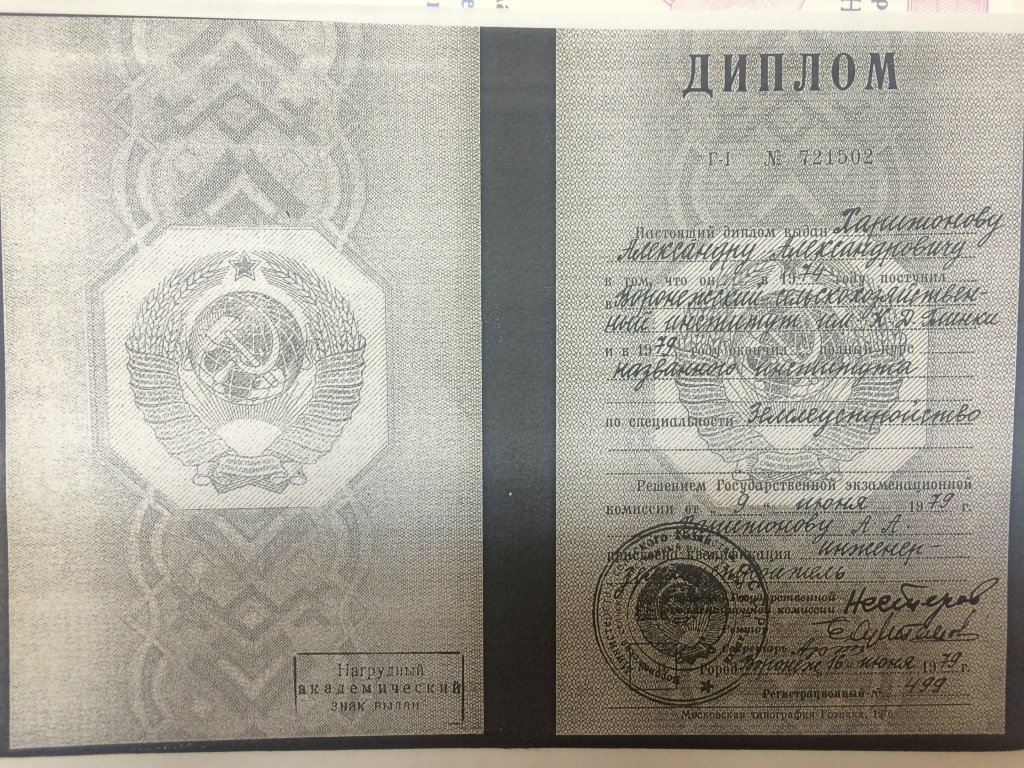 Нагрудный
академический
знак выдан
ДИПЛОМ
Г-I № 721502
Настоящий диплом выдан Харитонову
Александру Александровичу
в том, что он в 1974 году поступил
в Воронежский сельскохозяйствен-
ный институт им. К. Д. Глинки
и в 1979 году окончил полный курс
названного института
по специальности Землеустройство
Решением Государственной экзаменационной
комиссии от „9“ июня 1979 г.
Харитонову А. А.
присвоена квалификация инженер-
землеустроитель
Государственной
экзаменационной комиссии
Ректор
Секретарь
Город Воронеж 16 июня 1979 г.
Регистрационный № 499
Московская типография Гознака.